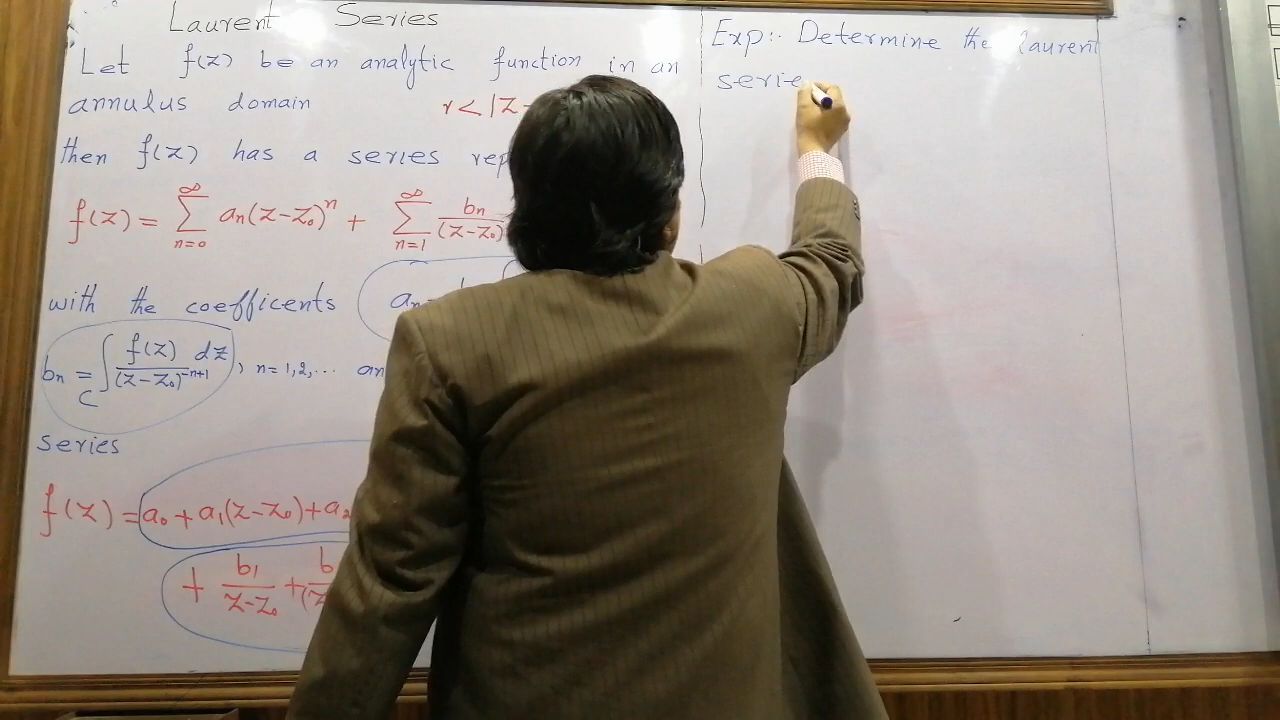 Laurent Series
Let f(z) be an analytic function in an
annulus domain r < |z-
then f(z) has a series rep
f(z) = ∑_{n=0}^{∞} an(z-z₀)^n + ∑_{n=1}^{∞} bn/(z-z₀)
with the coefficents an
bn = ∫_C f(z) dz/(z-z₀)^{-n+1}, n=1,2,... an
series
f(z) = a₀ + a₁(z-z₀) + a₂
+ b₁/(z-z₀) + b
Exp:- Determine the laurent
serie